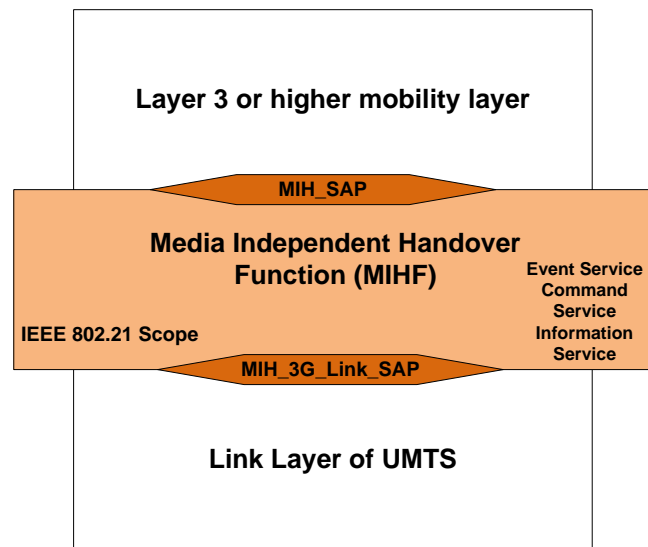 Layer 3 or higher mobility layer
MIH_SAP
Media Independent Handover
Function (MIHF)
Event Service
Command
Service
Information
Service
IEEE 802.21 Scope
MIH_3G_Link_SAP
Link Layer of UMTS